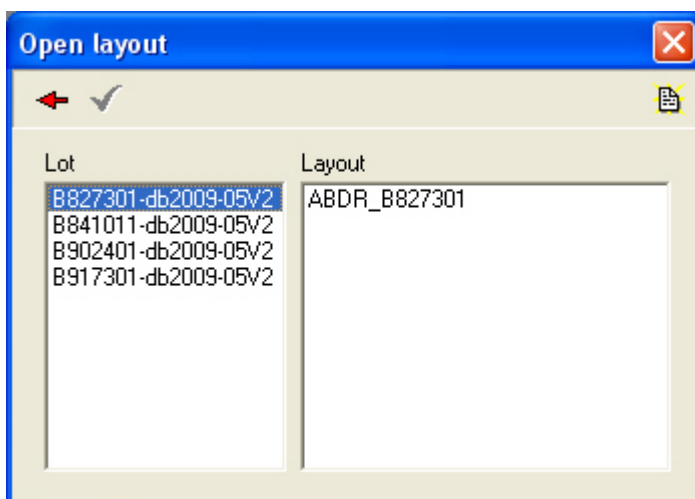 Open layout
Lot
Layout
B827301-db2009-05V2
B841011-db2009-05V2
B902401-db2009-05V2
B917301-db2009-05V2
ABDR_B827301